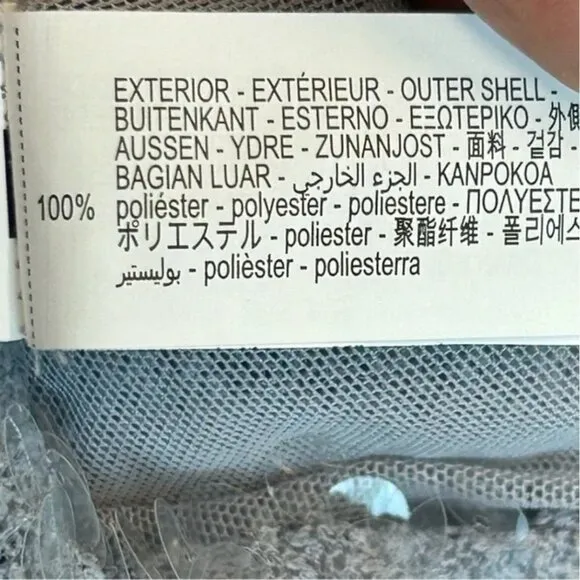 EXTERIOR - EXTÉRIEUR - OUTER SHELL -
BUITENKANT - ESTERNO - ΕΞΩΤΕΡΙΚΟ - 外側
AUSSEN - YDRE - ZUNANJOST - 面料 - 겉감 -
BAGIAN LUAR - الجزء الخارجي - KANPOKOA
100% poliéster - polyester - poliestere - ΠΟΛΥΕΣΤΕ
ポリエステル - poliester - 聚酯纤维 - 폴리에스
بوليستير - polièster - poliesterra